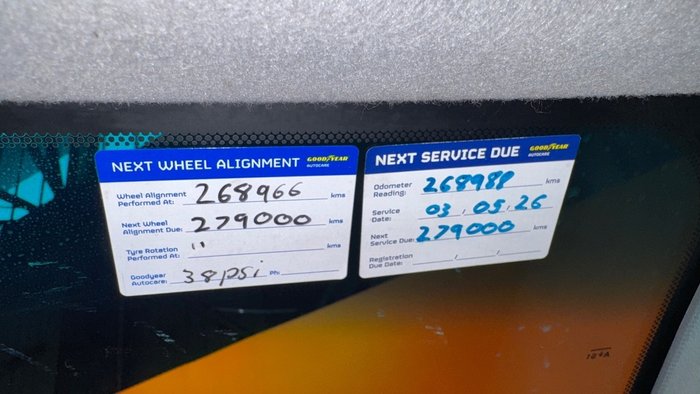 NEXT WHEEL ALIGNMENT GOODYEAR AUTOCARE
Wheel Alignment Performed At: 268966 kms
Next Wheel Alignment Due: 279000 kms
Tyre Rotation Performed At: " kms
Goodyear Autocare: 38psi Ph:
NEXT SERVICE DUE GOODYEAR AUTOCARE
Odometer Reading: kms
Service Date: 03, 05, 26
Next Service Due: 279000 kms
Registration Due Date: / /